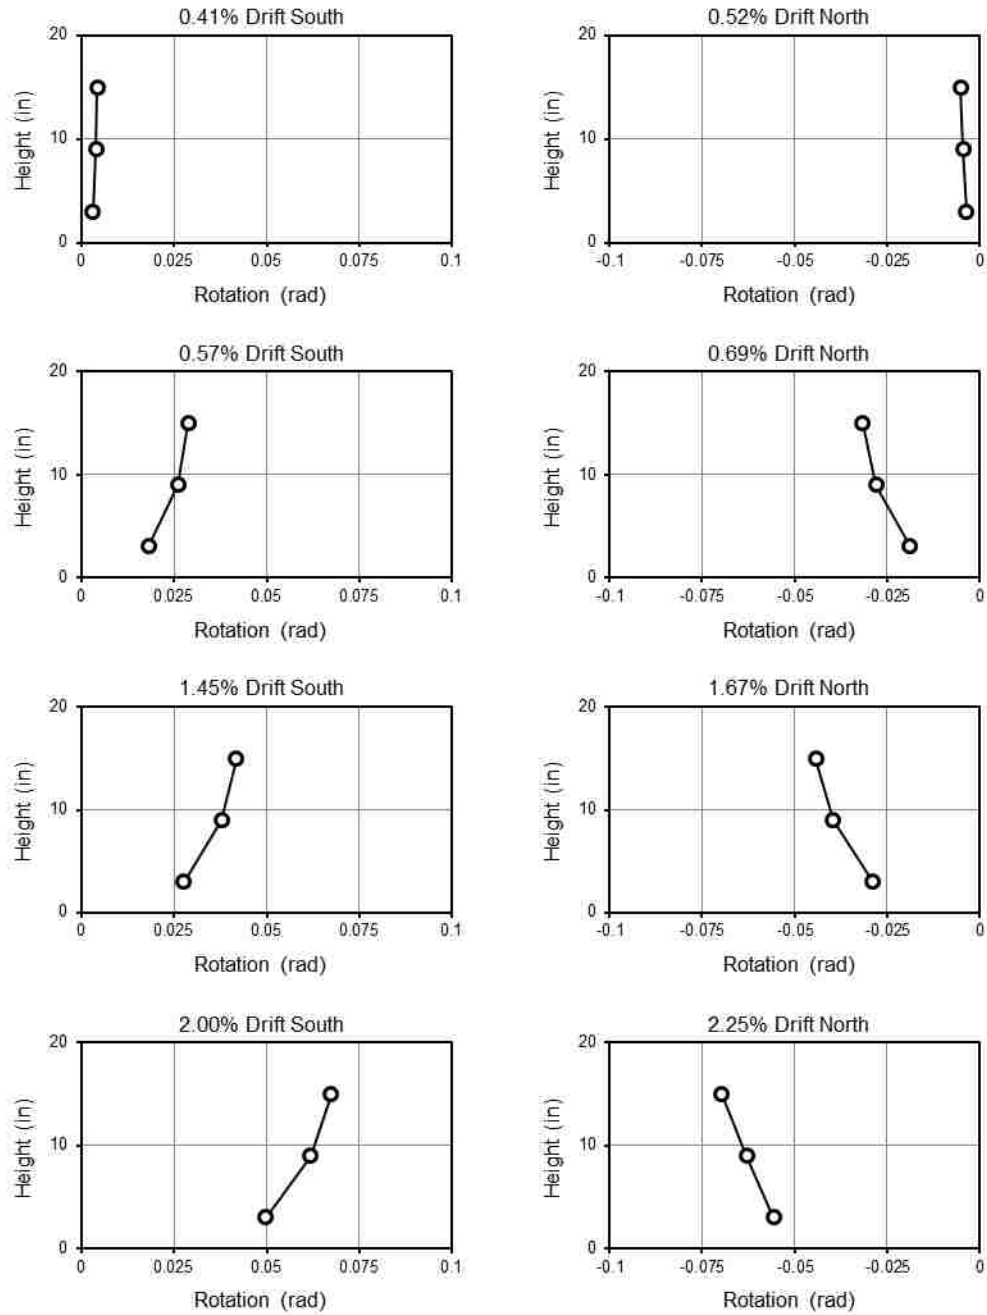 0.41% Drift South
20
10
0
Height (in)
0 0.025 0.05 0.075 0.1
Rotation (rad)
0.52% Drift North
20
10
0
Height (in)
-0.1 -0.075 -0.05 -0.025 0
Rotation (rad)
0.57% Drift South
20
10
0
Height (in)
0 0.025 0.05 0.075 0.1
Rotation (rad)
0.69% Drift North
20
10
0
Height (in)
-0.1 -0.075 -0.05 -0.025 0
Rotation (rad)
1.45% Drift South
20
10
0
Height (in)
0 0.025 0.05 0.075 0.1
Rotation (rad)
1.67% Drift North
20
10
0
Height (in)
-0.1 -0.075 -0.05 -0.025 0
Rotation (rad)
2.00% Drift South
20
10
0
Height (in)
0 0.025 0.05 0.075 0.1
Rotation (rad)
2.25% Drift North
20
10
0
Height (in)
-0.1 -0.075 -0.05 -0.025 0
Rotation (rad)